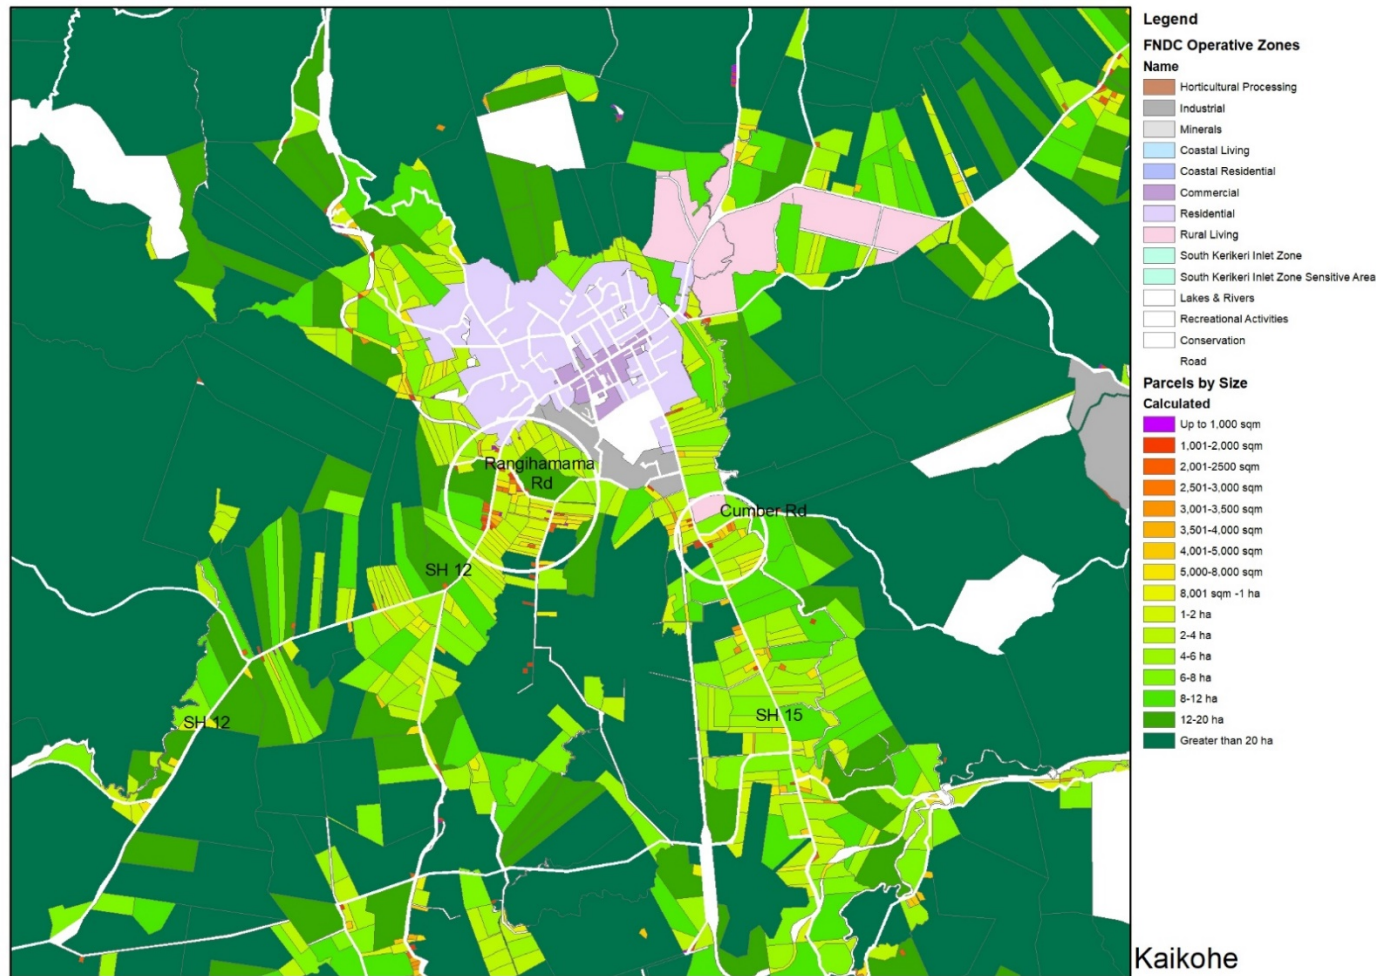 Legend
FNDC Operative Zones
Name
Horticultural Processing
Industrial
Minerals
Coastal Living
Coastal Residential
Commercial
Residential
Rural Living
South Kerikeri Inlet Zone
South Kerikeri Inlet Zone Sensitive Area
Lakes & Rivers
Recreational Activities
Conservation
Road
Parcels by Size
Calculated
Up to 1,000 sqm
1,001-2,000 sqm
2,001-2500 sqm
2,501-3,000 sqm
3,001-3,500 sqm
3,501-4,000 sqm
4,001-5,000 sqm
5,000-8,000 sqm
8,001 sqm -1 ha
1-2 ha
2-4 ha
4-6 ha
6-8 ha
8-12 ha
12-20 ha
Greater than 20 ha
Rangihamama
Rd
Cumber Rd
SH 12
SH 12
SH 15
Kaikohe